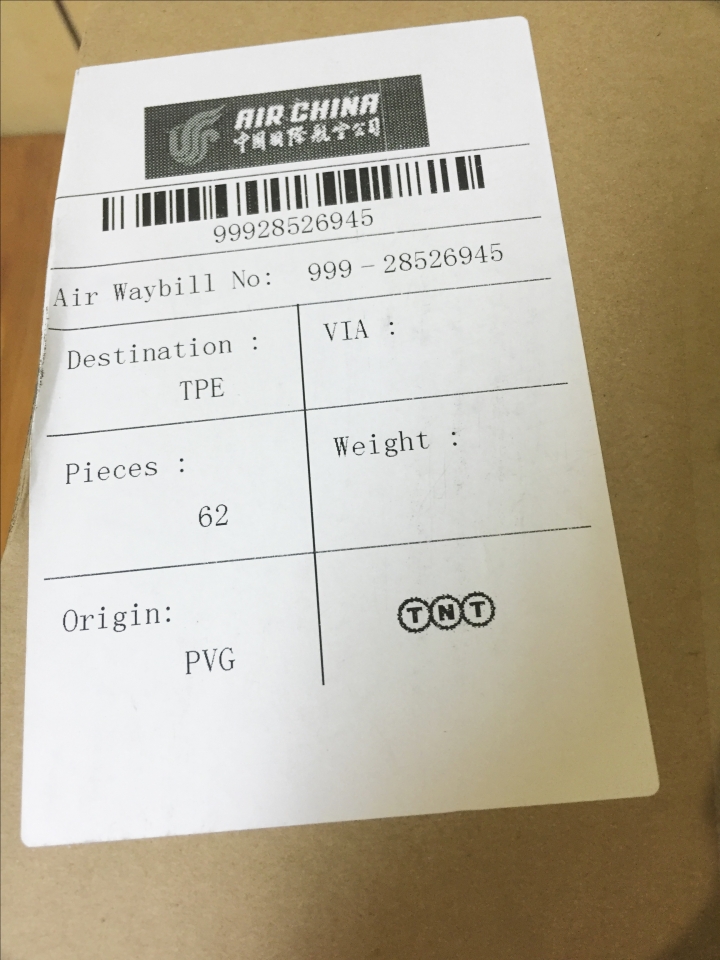 AIR CHINA
中国国际航空公司
99928526945
Air Waybill No: 999 - 28526945
Destination :
TPE
VIA :
Pieces :
62
Weight :
Origin:
PVG
TNT